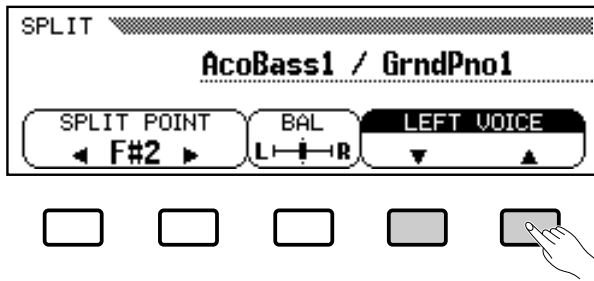 SPLIT
AcoBass1 / GrndPno1
SPLIT POINT BAL LEFT VOICE
◄ F#2 ► L R ▼ ▲